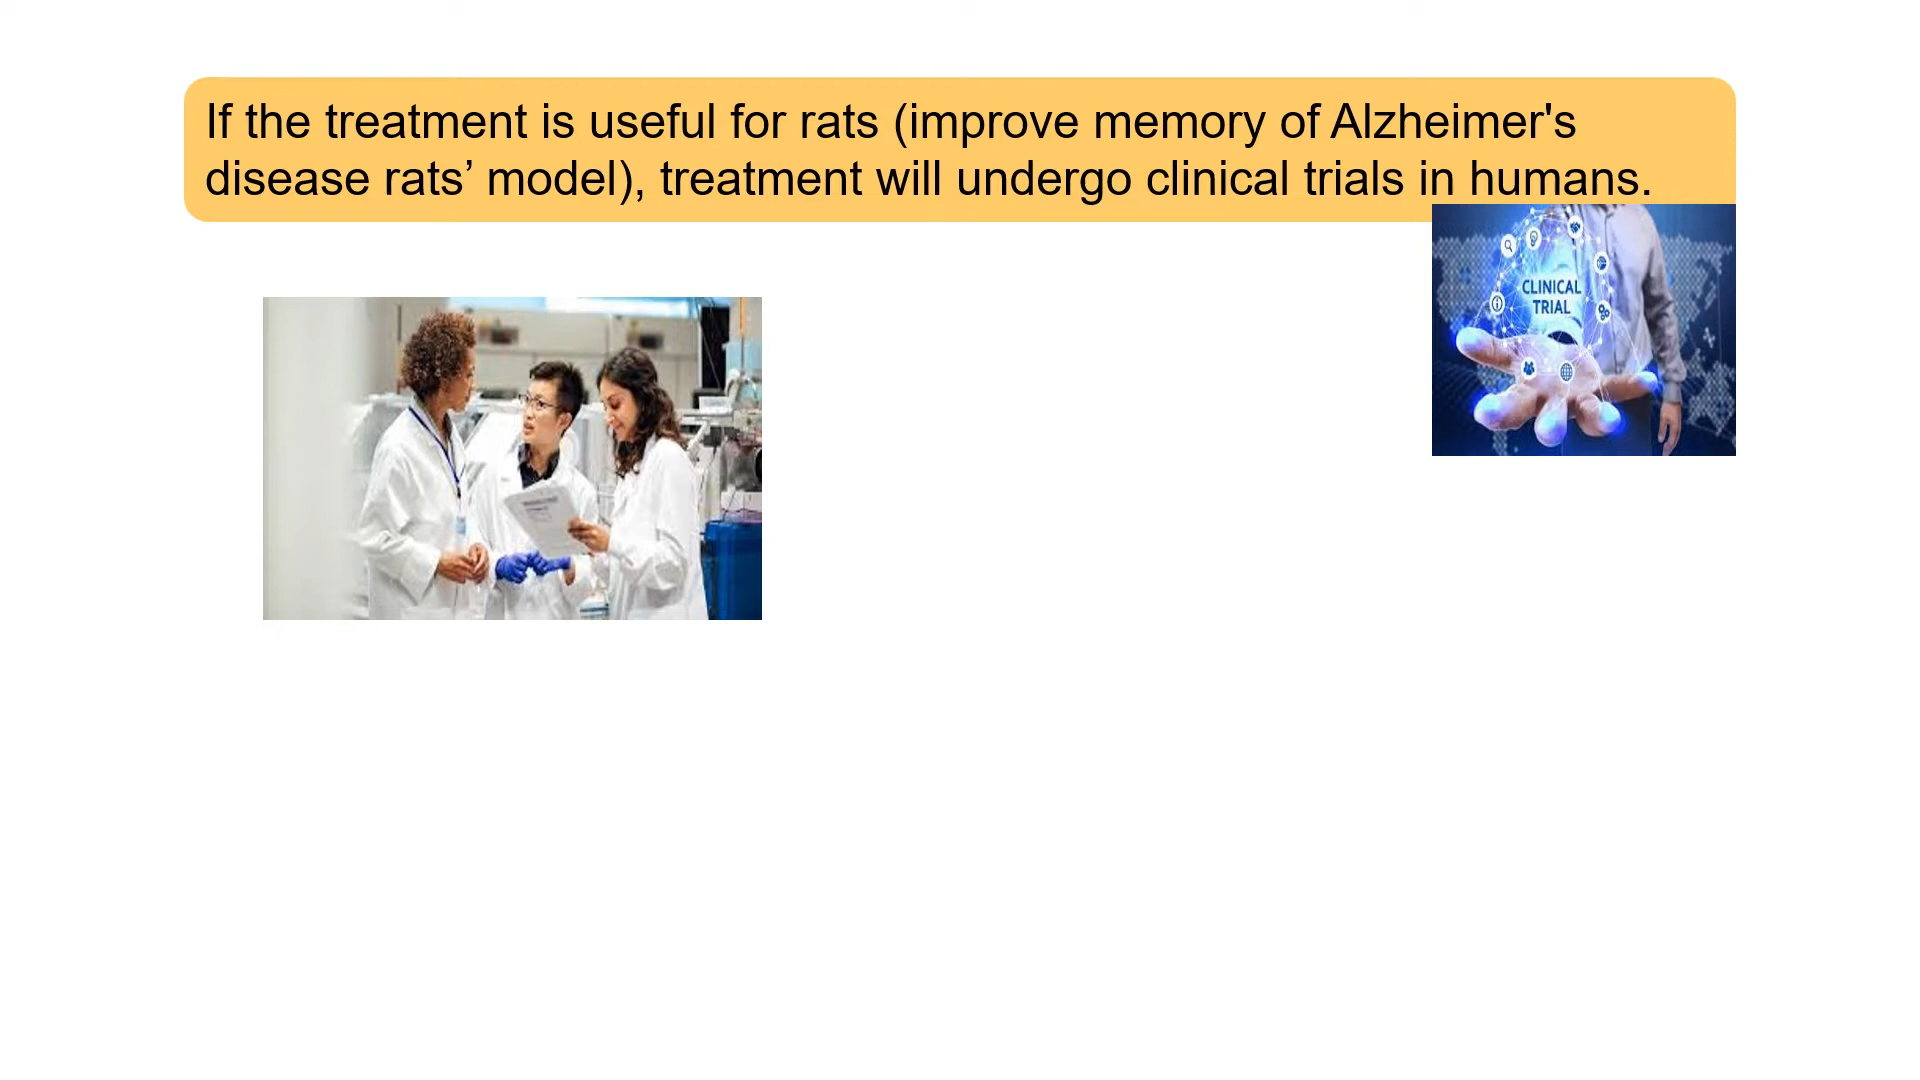 If the treatment is useful for rats (improve memory of Alzheimer's
disease rats’ model), treatment will undergo clinical trials in humans.
CLINICAL
TRIAL